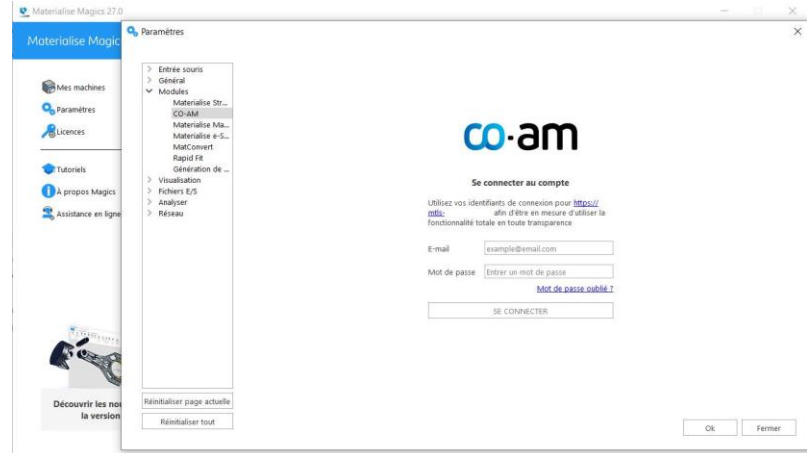 Materialise Magics 27.0
Materialise Magic
Mes machines
Paramètres
Licences
Tutoriels
À propos Magics
Assistance en ligne
Découvrir les nou
la version
Paramètres
Entrée souris
Général
Modules
Materialise Str...
CO-AM
Materialise Ma...
Materialise e-S...
MatConvert
Rapid Fit
Génération de ...
Visualisation
Fichiers E/S
Analyser
Réseau
Réinitialiser page actuelle
Réinitialiser tout
co·am
Se connecter au compte
Utilisez vos identifiants de connexion pour https://
mtls- afin d'être en mesure d'utiliser la
fonctionnalité totale en toute transparence
E-mail example@email.com
Mot de passe Entrer un mot de passe
Mot de passe oublié ?
SE CONNECTER
Ok Fermer